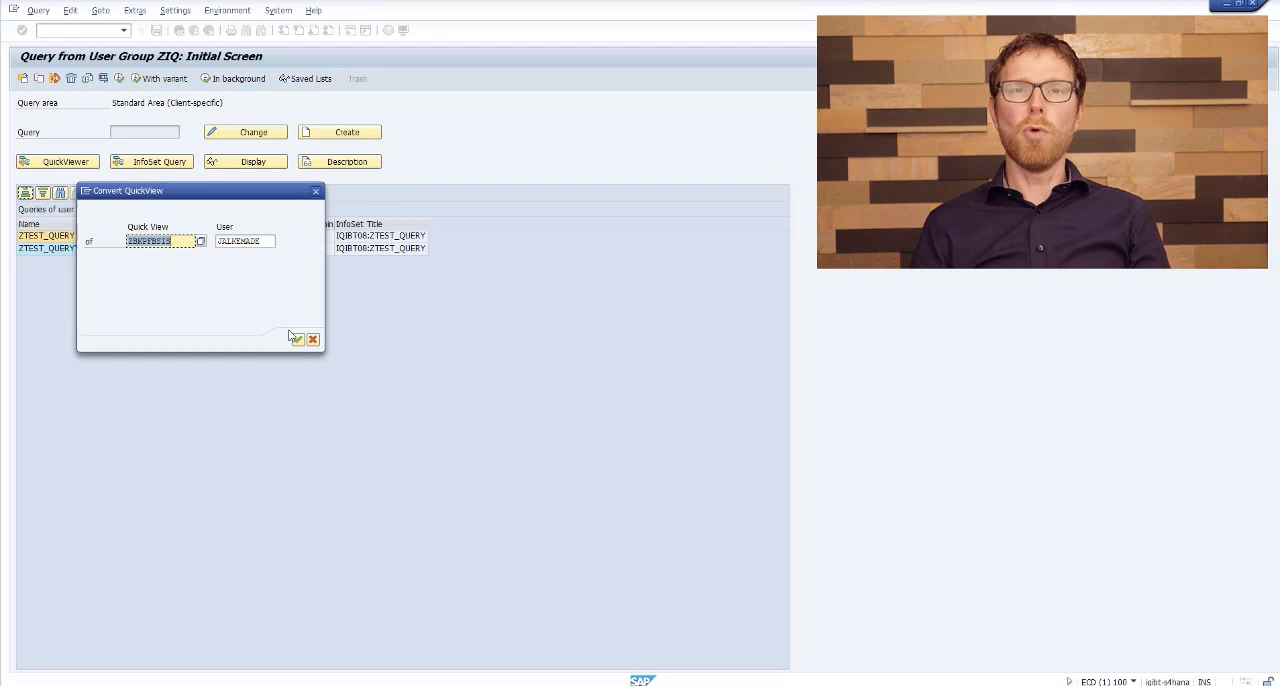 Query Edit Goto Extras Settings Environment System Help
Query from User Group ZIQ: Initial Screen
With variant In background Saved Lists Trash
Query area Standard Area (Client-specific)
Query Change Create
QuickViewer InfoSet Query Display Description
Convert QuickView
Queries of user
Name InfoSet Title
Quick View User
ZTEST_QUERY IQIBT08:ZTEST_QUERY
of ZBKPFBSIS JALKEMADE
ZTEST_QUERY IQIBT08:ZTEST_QUERY
SAP
ECD (1) 100 iqibt-s4hana INS